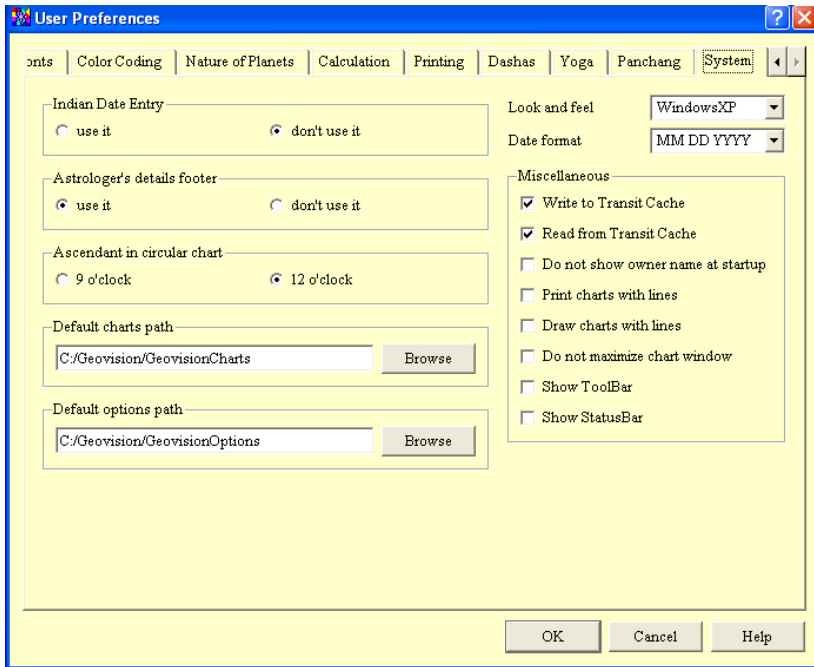 User Preferences
onts Color Coding Nature of Planets Calculation Printing Dashas Yoga Panchang System
Indian Date Entry
use it don't use it
Astrologer's details footer
use it don't use it
Ascendant in circular chart
9 o'clock 12 o'clock
Default charts path
C:/Geovision/GeovisionCharts Browse
Default options path
C:/Geovision/GeovisionOptions Browse
Look and feel WindowsXP
Date format MM DD YYYY
Miscellaneous
Write to Transit Cache
Read from Transit Cache
Do not show owner name at startup
Print charts with lines
Draw charts with lines
Do not maximize chart window
Show ToolBar
Show StatusBar
OK Cancel Help